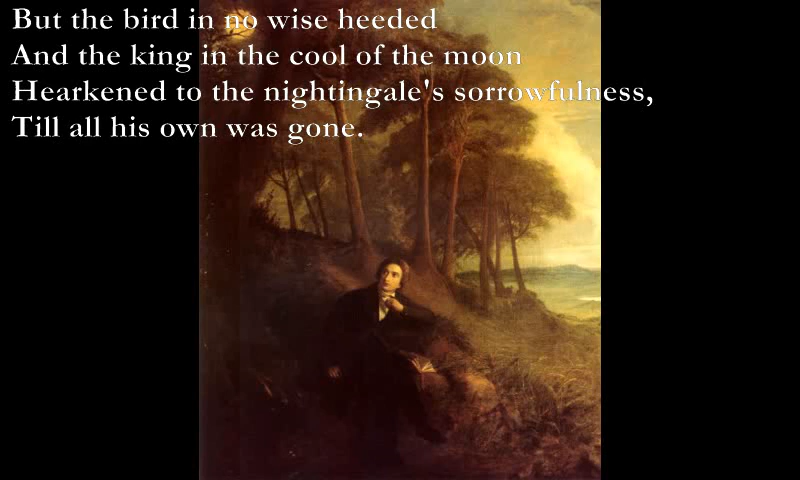 But the bird in no wise heeded
And the king in the cool of the moon
Hearkened to the nightingale's sorrowfulness,
Till all his own was gone.